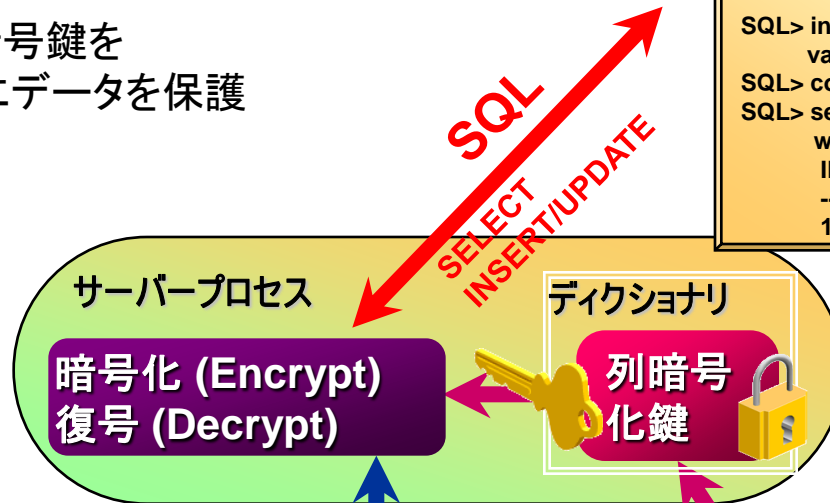 号鍵を
データを保護
SQL> in
va
SQL> co
SQL> se
w
--
1
SQL
SELECT
INSERT/UPDATE
サーバープロセス
ディクショナリ
暗号化 (Encrypt)
復号 (Decrypt)
列暗号
化鍵